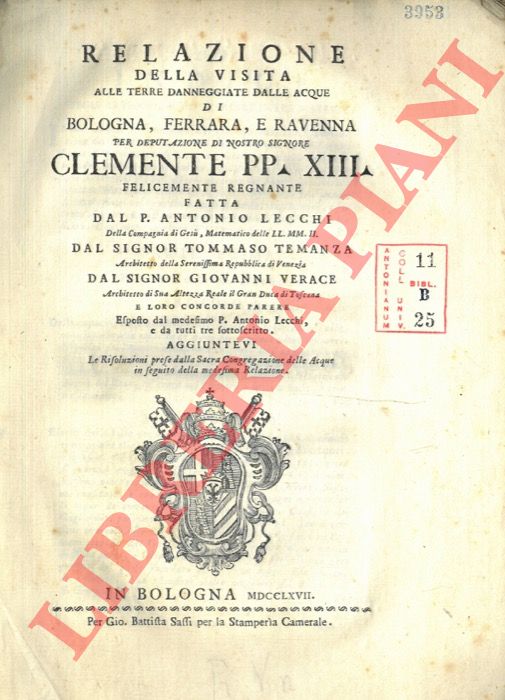 3953
RELAZIONE
DELLA VISITA
ALLE TERRE DANNEGGIATE DALLE ACQUE
DI
BOLOGNA, FERRARA, E RAVENNA
PER DEPUTAZIONE DI NOSTRO SIGNORE
CLEMENTE PP. XIII.
FELICEMENTE REGNANTE
FATTA
DAL P. ANTONIO LECCHI
Della Compagnia di Gesù, Matematico delle LL. MM. II.
DAL SIGNOR TOMMASO TEMANZA
Architetto della Serenissima Repubblica di Venezia
DAL SIGNOR GIOVANNI VERACE
Architetto di Sua Altezza Reale il Gran Duca di Toscana
E LORO CONCORDE PARERE
Esposto dal medesimo P. Antonio Lecchi,
e da tutti tre sottoscritto.
AGGIUNTEVI
Le Risoluzioni prese dalla Sacra Congregazione delle Acque
in seguito della medesima Relazione.
ANTONIANUM
COLL. UNIV.
11
BIBL.
B
25
IN BOLOGNA MDCCLXVII.
Per Gio. Battista Sassi per la Stamperìa Camerale.
LIBRERIA PIANI